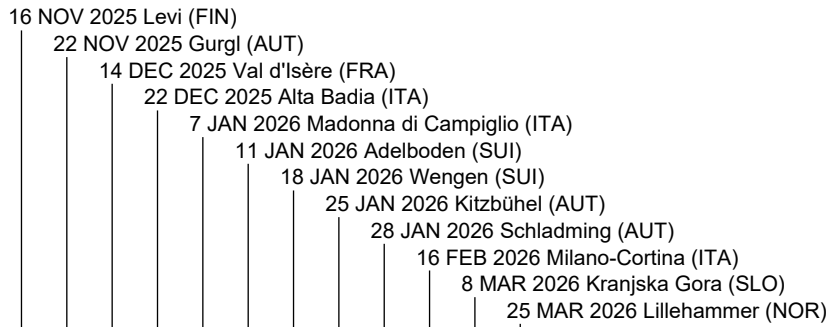 16 NOV 2025 Levi (FIN)
22 NOV 2025 Gurgl (AUT)
14 DEC 2025 Val d'Isère (FRA)
22 DEC 2025 Alta Badia (ITA)
7 JAN 2026 Madonna di Campiglio (ITA)
11 JAN 2026 Adelboden (SUI)
18 JAN 2026 Wengen (SUI)
25 JAN 2026 Kitzbühel (AUT)
28 JAN 2026 Schladming (AUT)
16 FEB 2026 Milano-Cortina (ITA)
8 MAR 2026 Kranjska Gora (SLO)
25 MAR 2026 Lillehammer (NOR)